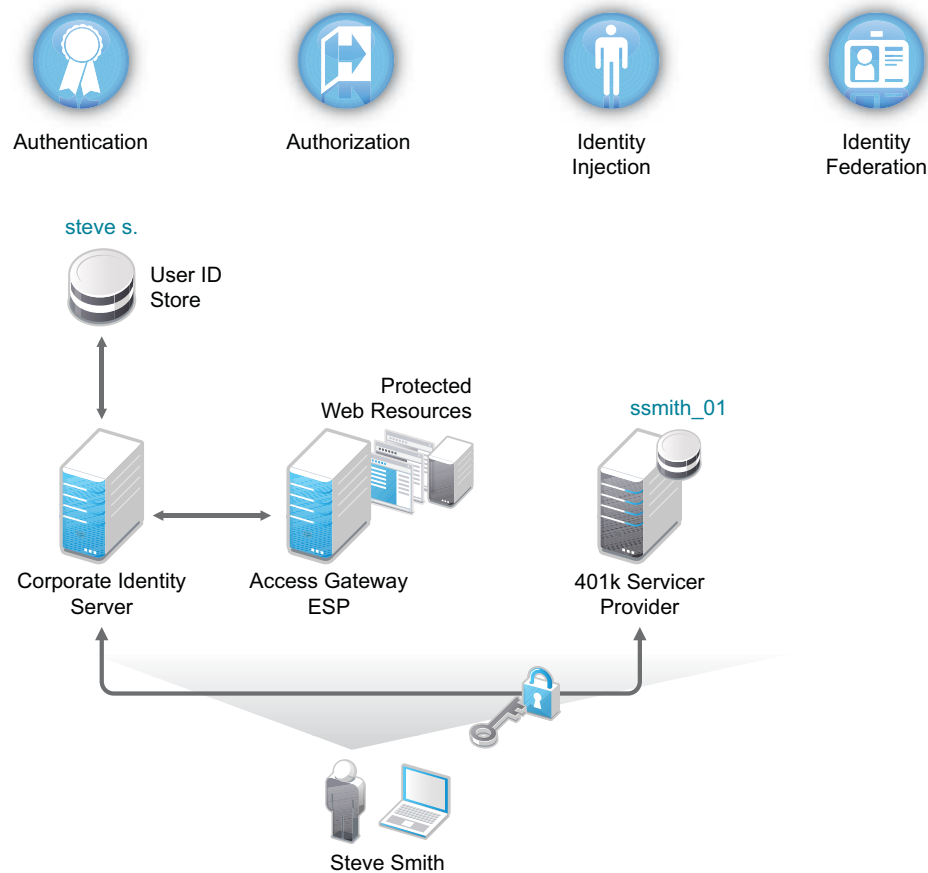 Authentication
Authorization
Identity
Injection
Identity
Federation
steve s.
User ID
Store
Protected
Web Resources
ssmith_01
Corporate Identity
Server
Access Gateway
ESP
401k Servicer
Provider
Steve Smith